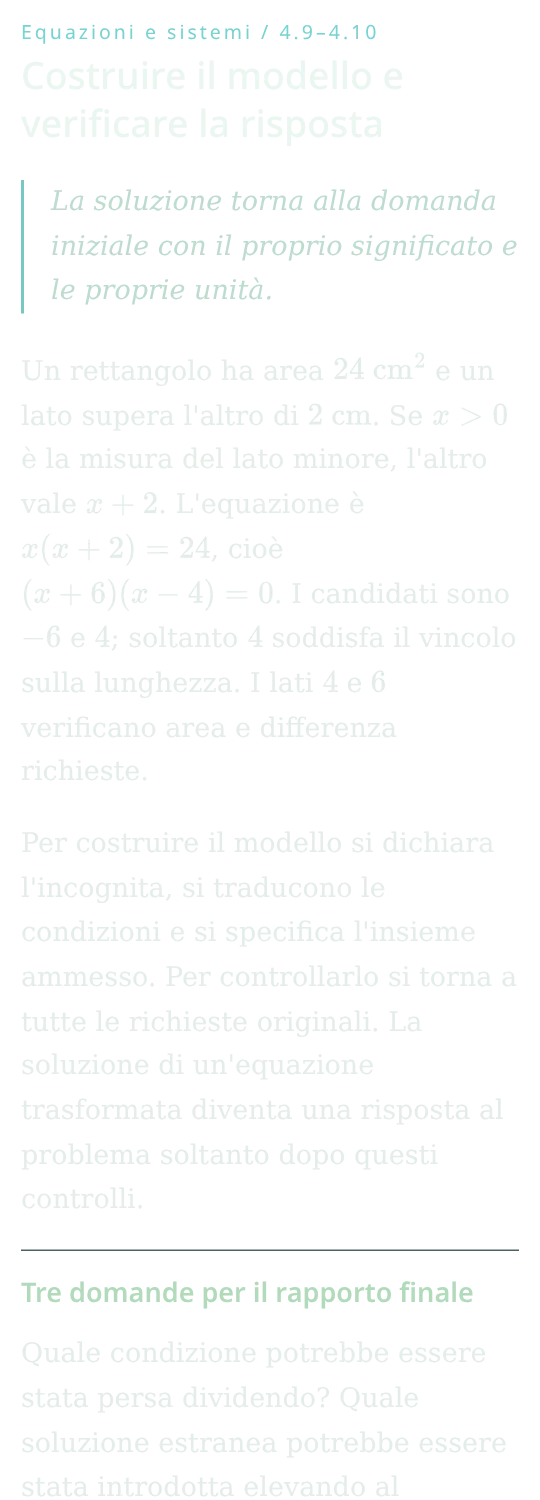 Equazioni e sistemi / 4.9–4.10
Costruire il modello e
verificare la risposta
La soluzione torna alla domanda
iniziale con il proprio significato e
le proprie unità.
Un rettangolo ha area 24 cm² e un
lato supera l'altro di 2 cm. Se x > 0
è la misura del lato minore, l'altro
vale x + 2. L'equazione è
x(x + 2) = 24, cioè
(x + 6)(x − 4) = 0. I candidati sono
−6 e 4; soltanto 4 soddisfa il vincolo
sulla lunghezza. I lati 4 e 6
verificano area e differenza
richieste.
Per costruire il modello si dichiara
l'incognita, si traducono le
condizioni e si specifica l'insieme
ammesso. Per controllarlo si torna a
tutte le richieste originali. La
soluzione di un'equazione
trasformata diventa una risposta al
problema soltanto dopo questi
controlli.
Tre domande per il rapporto finale
Quale condizione potrebbe essere
stata persa dividendo? Quale
soluzione estranea potrebbe essere
stata introdotta elevando al